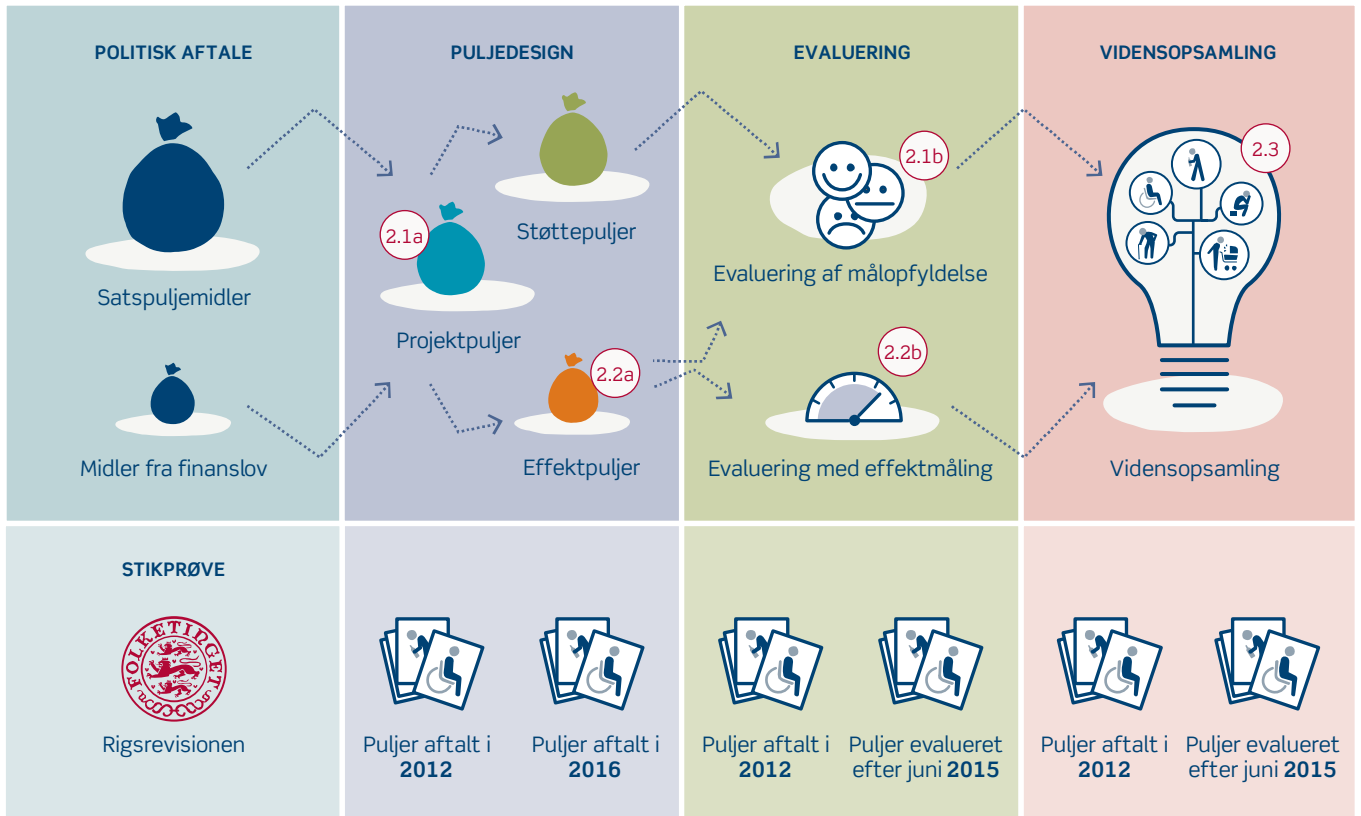 POLITISK AFTALE
Satspuljemidler
Midler fra finanslov
PULJEDESIGN
Støttepuljer
2.1a
Projektpuljer
2.2a
Effektpuljer
EVALUERING
2.1b
Evaluering af målopfyldelse
2.2b
Evaluering med effektmåling
VIDENSOPSAMLING
2.3
Vidensopsamling
STIKPRØVE
FOLKETINGET
Rigsrevisionen
Puljer aftalt i
2012
Puljer aftalt i
2016
Puljer aftalt i
2012
Puljer evalueret
efter juni 2015
Puljer aftalt i
2012
Puljer evalueret
efter juni 2015